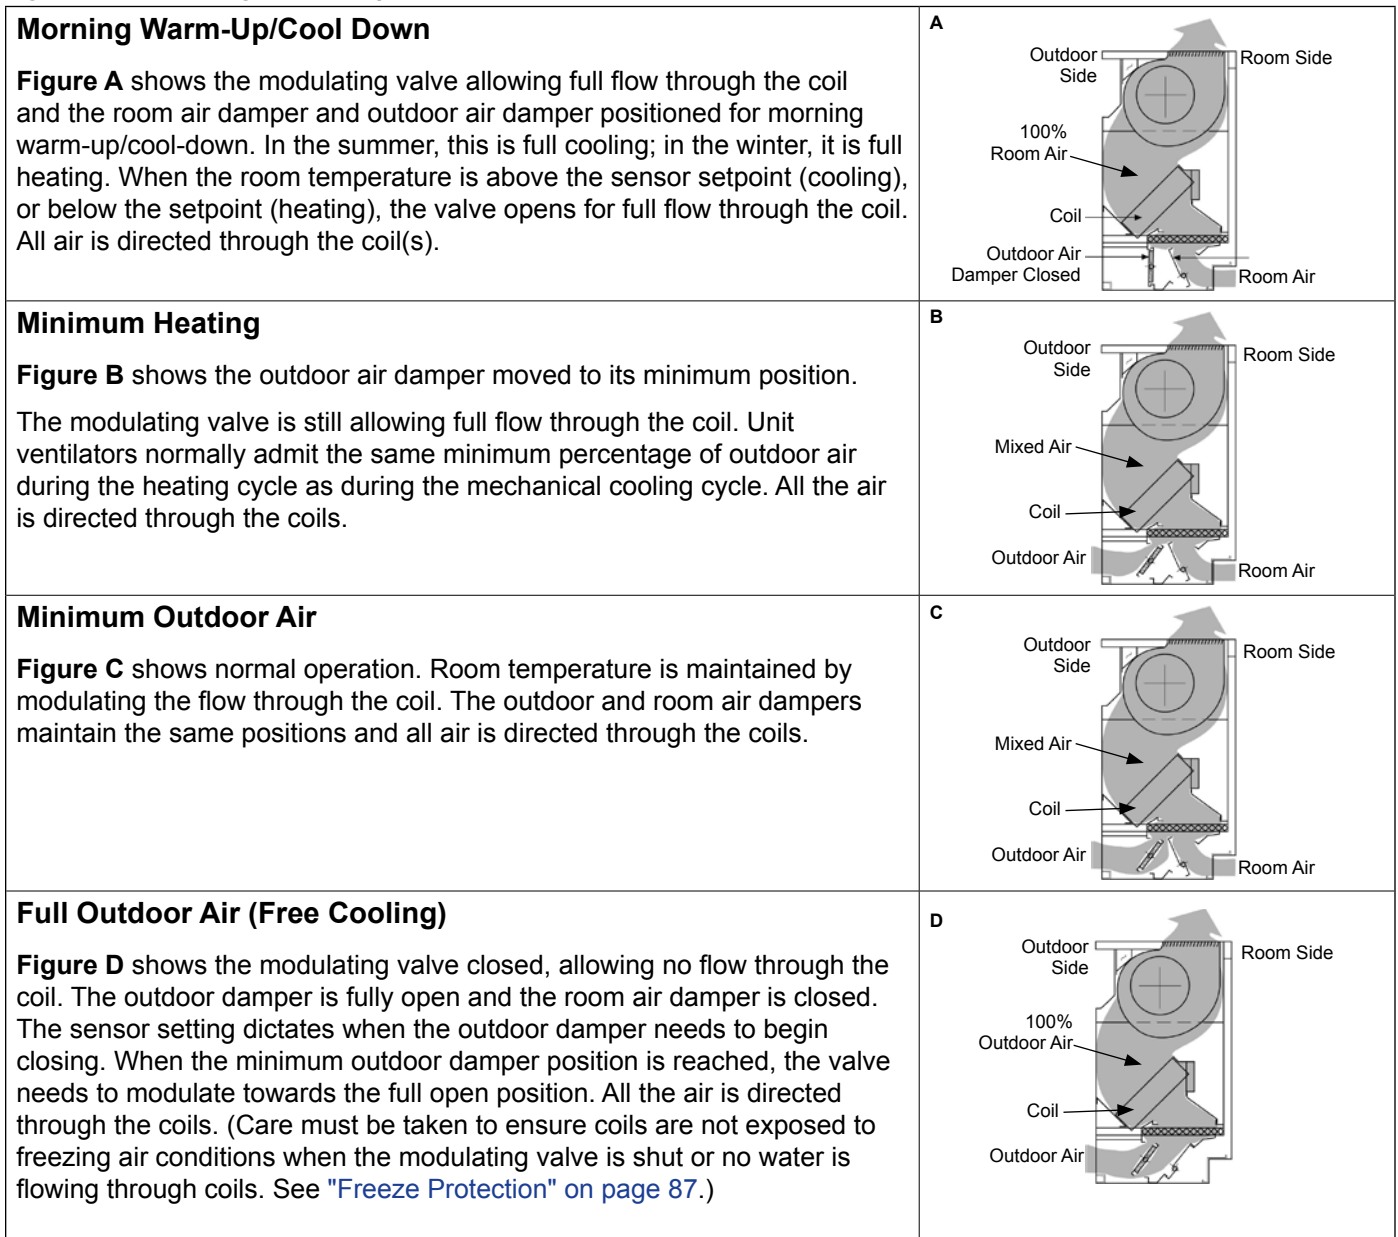 Morning Warm-Up/Cool Down
Figure A shows the modulating valve allowing full flow through the coil
and the room air damper and outdoor air damper positioned for morning
warm-up/cool-down. In the summer, this is full cooling; in the winter, it is full
heating. When the room temperature is above the sensor setpoint (cooling),
or below the setpoint (heating), the valve opens for full flow through the coil.
All air is directed through the coil(s).
A
Outdoor
Side
Room Side
100%
Room Air
Coil
Outdoor Air
Damper Closed
Room Air
Minimum Heating
Figure B shows the outdoor air damper moved to its minimum position.
The modulating valve is still allowing full flow through the coil. Unit
ventilators normally admit the same minimum percentage of outdoor air
during the heating cycle as during the mechanical cooling cycle. All the air
is directed through the coils.
B
Outdoor
Side
Room Side
Mixed Air
Coil
Outdoor Air
Room Air
Minimum Outdoor Air
Figure C shows normal operation. Room temperature is maintained by
modulating the flow through the coil. The outdoor and room air dampers
maintain the same positions and all air is directed through the coils.
C
Outdoor
Side
Room Side
Mixed Air
Coil
Outdoor Air
Room Air
Full Outdoor Air (Free Cooling)
Figure D shows the modulating valve closed, allowing no flow through the
coil. The outdoor damper is fully open and the room air damper is closed.
The sensor setting dictates when the outdoor damper needs to begin
closing. When the minimum outdoor damper position is reached, the valve
needs to modulate towards the full open position. All the air is directed
through the coils. (Care must be taken to ensure coils are not exposed to
freezing air conditions when the modulating valve is shut or no water is
flowing through coils. See "Freeze Protection" on page 87.)
D
Outdoor
Side
Room Side
100%
Outdoor Air
Coil
Outdoor Air